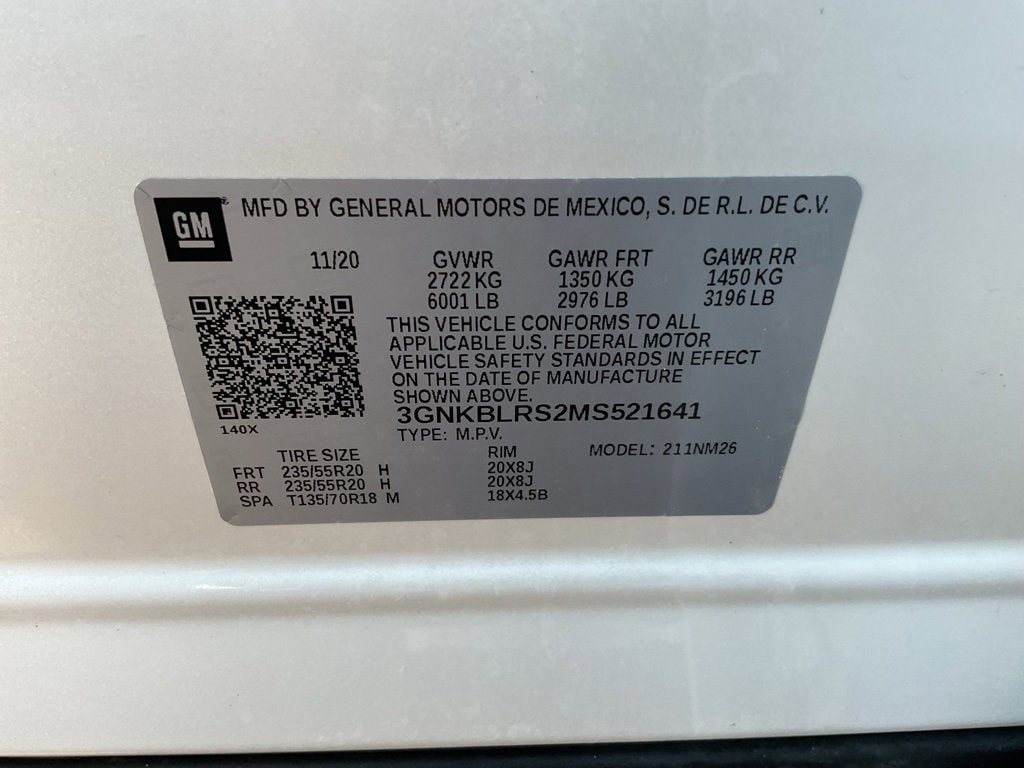 GM® MFD BY GENERAL MOTORS DE MEXICO, S. DE R.L. DE C.V.
11/20 GVWR GAWR FRT GAWR RR
2722 KG 1350 KG 1450 KG
6001 LB 2976 LB 3196 LB
THIS VEHICLE CONFORMS TO ALL
APPLICABLE U.S. FEDERAL MOTOR
VEHICLE SAFETY STANDARDS IN EFFECT
ON THE DATE OF MANUFACTURE
SHOWN ABOVE.
3GNKBLRS2MS521641
140X TYPE: M.P.V.
TIRE SIZE RIM MODEL: 211NM26
FRT 235/55R20 H 20X8J
RR 235/55R20 H 20X8J
SPA T135/70R18 M 18X4.5B